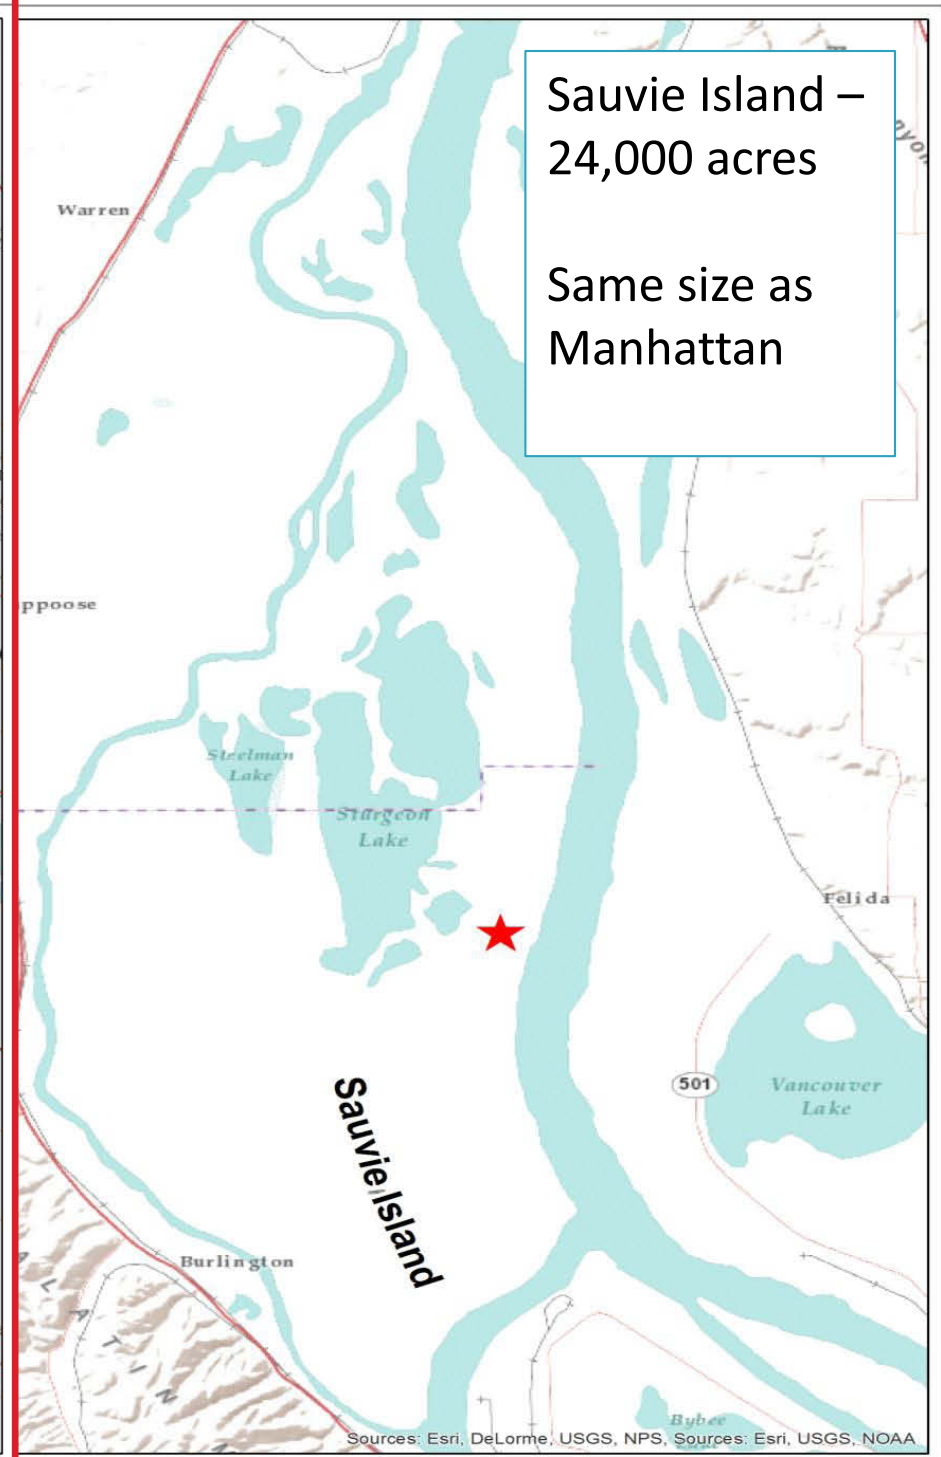 Sauvie Island –
24,000 acres
Same size as
Manhattan
nyon
Warren
ppoose
Steelman
Lake
Sturgeon
Lake
Felida
501
Vancouver
Lake
Sauvie Island
Burlington
A L A T I N
Bybee
Sources: Esri, DeLorme, USGS, NPS, Sources: Esri, USGS, NOAA